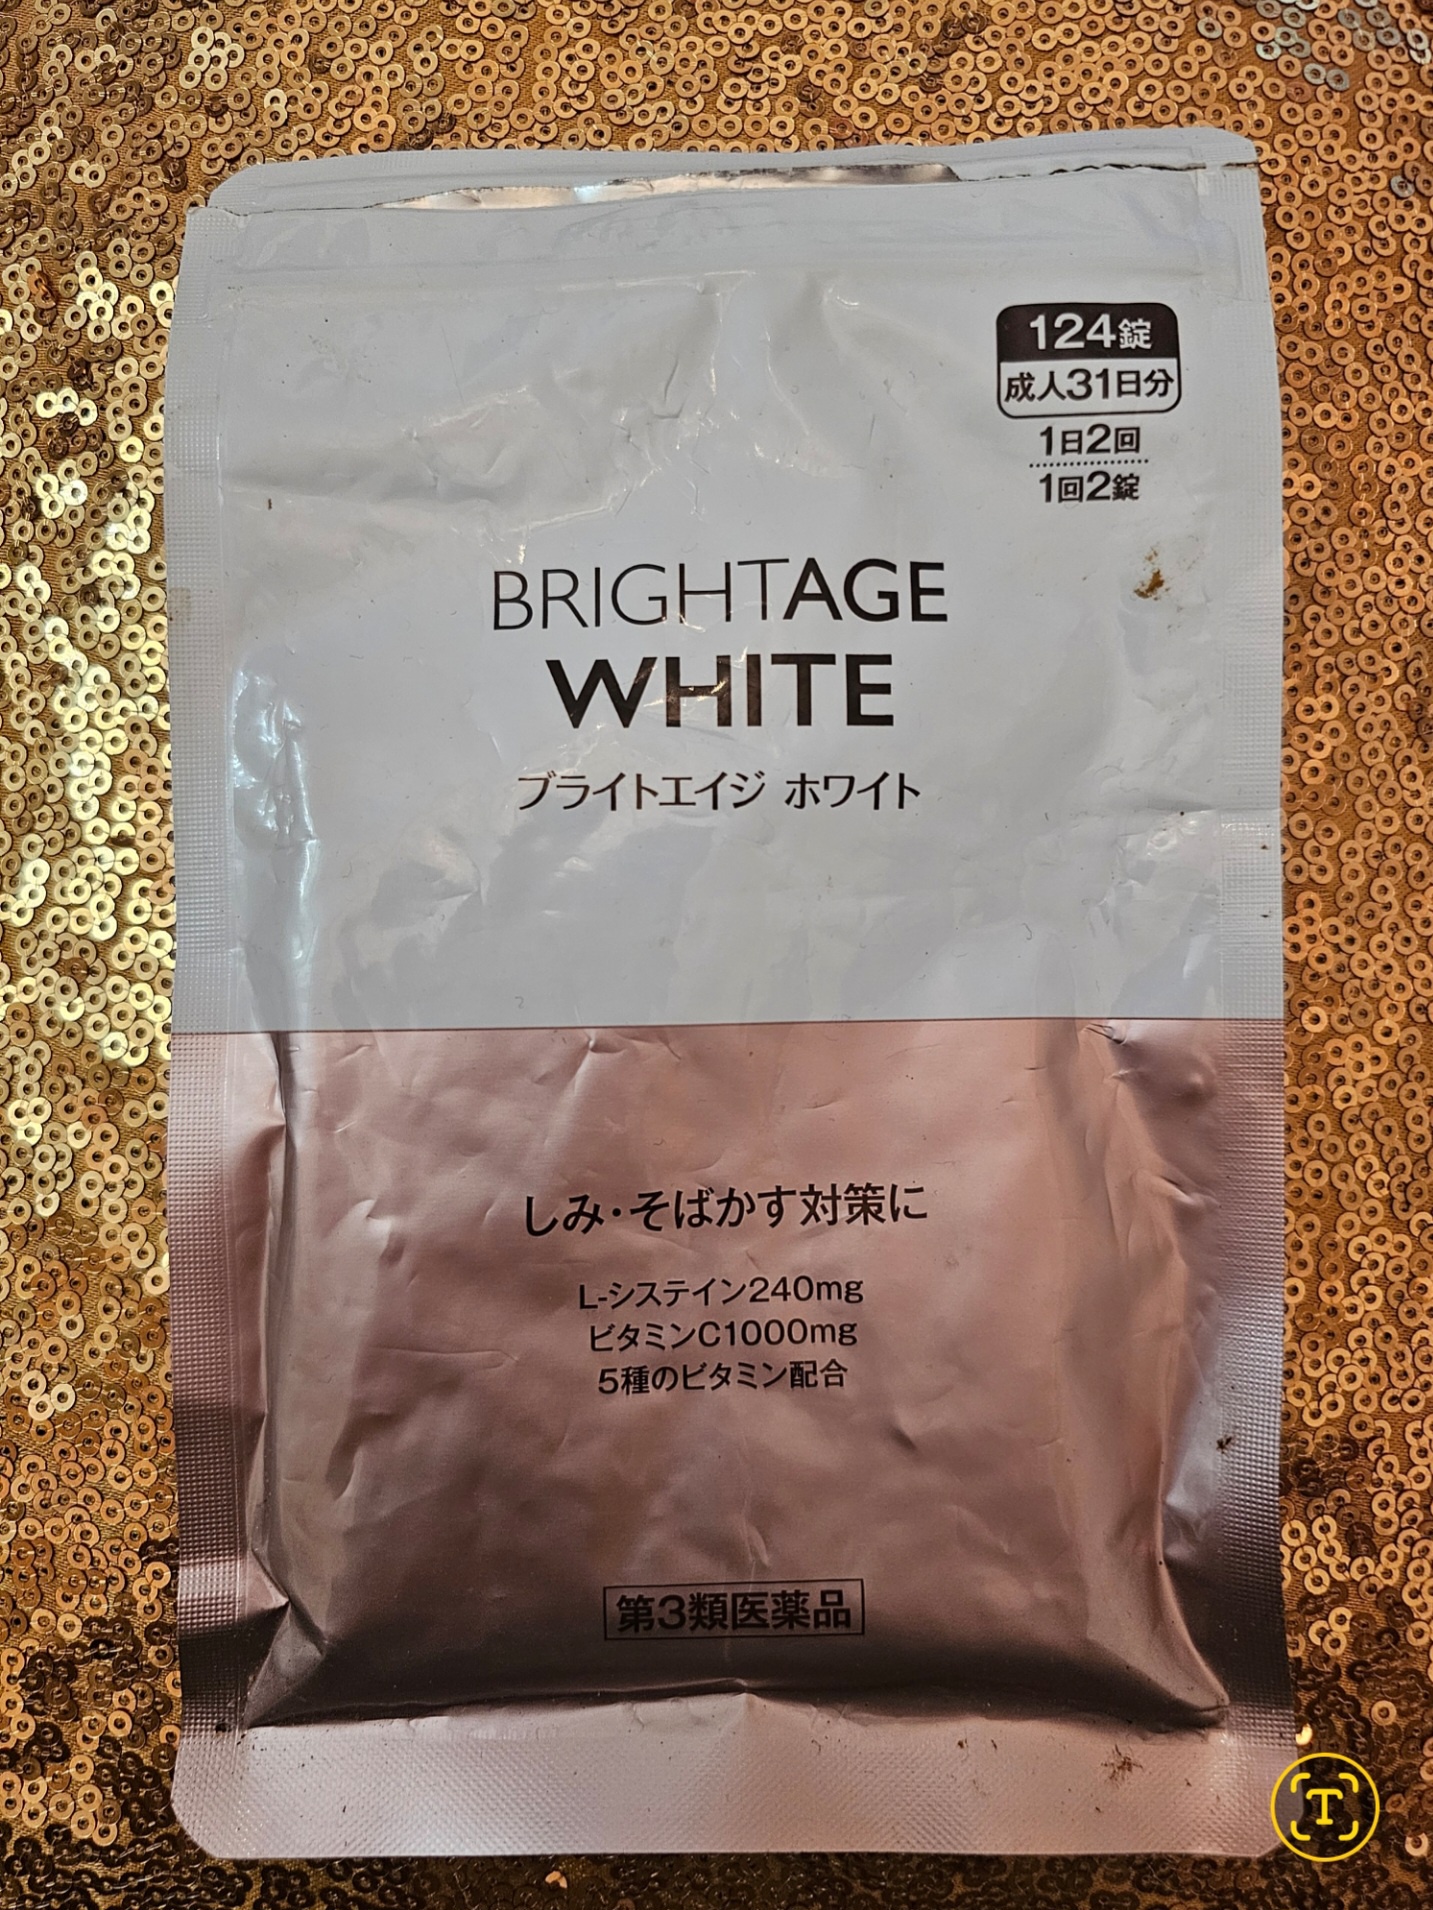 124錠
成人31日分
1日2回
1回2錠
BRIGHTAGE
WHITE
ブライトエイジ ホワイト
しみ・そばかす対策に
L-システイン240mg
ビタミンC1000mg
5種のビタミン配合
第3類医薬品
T